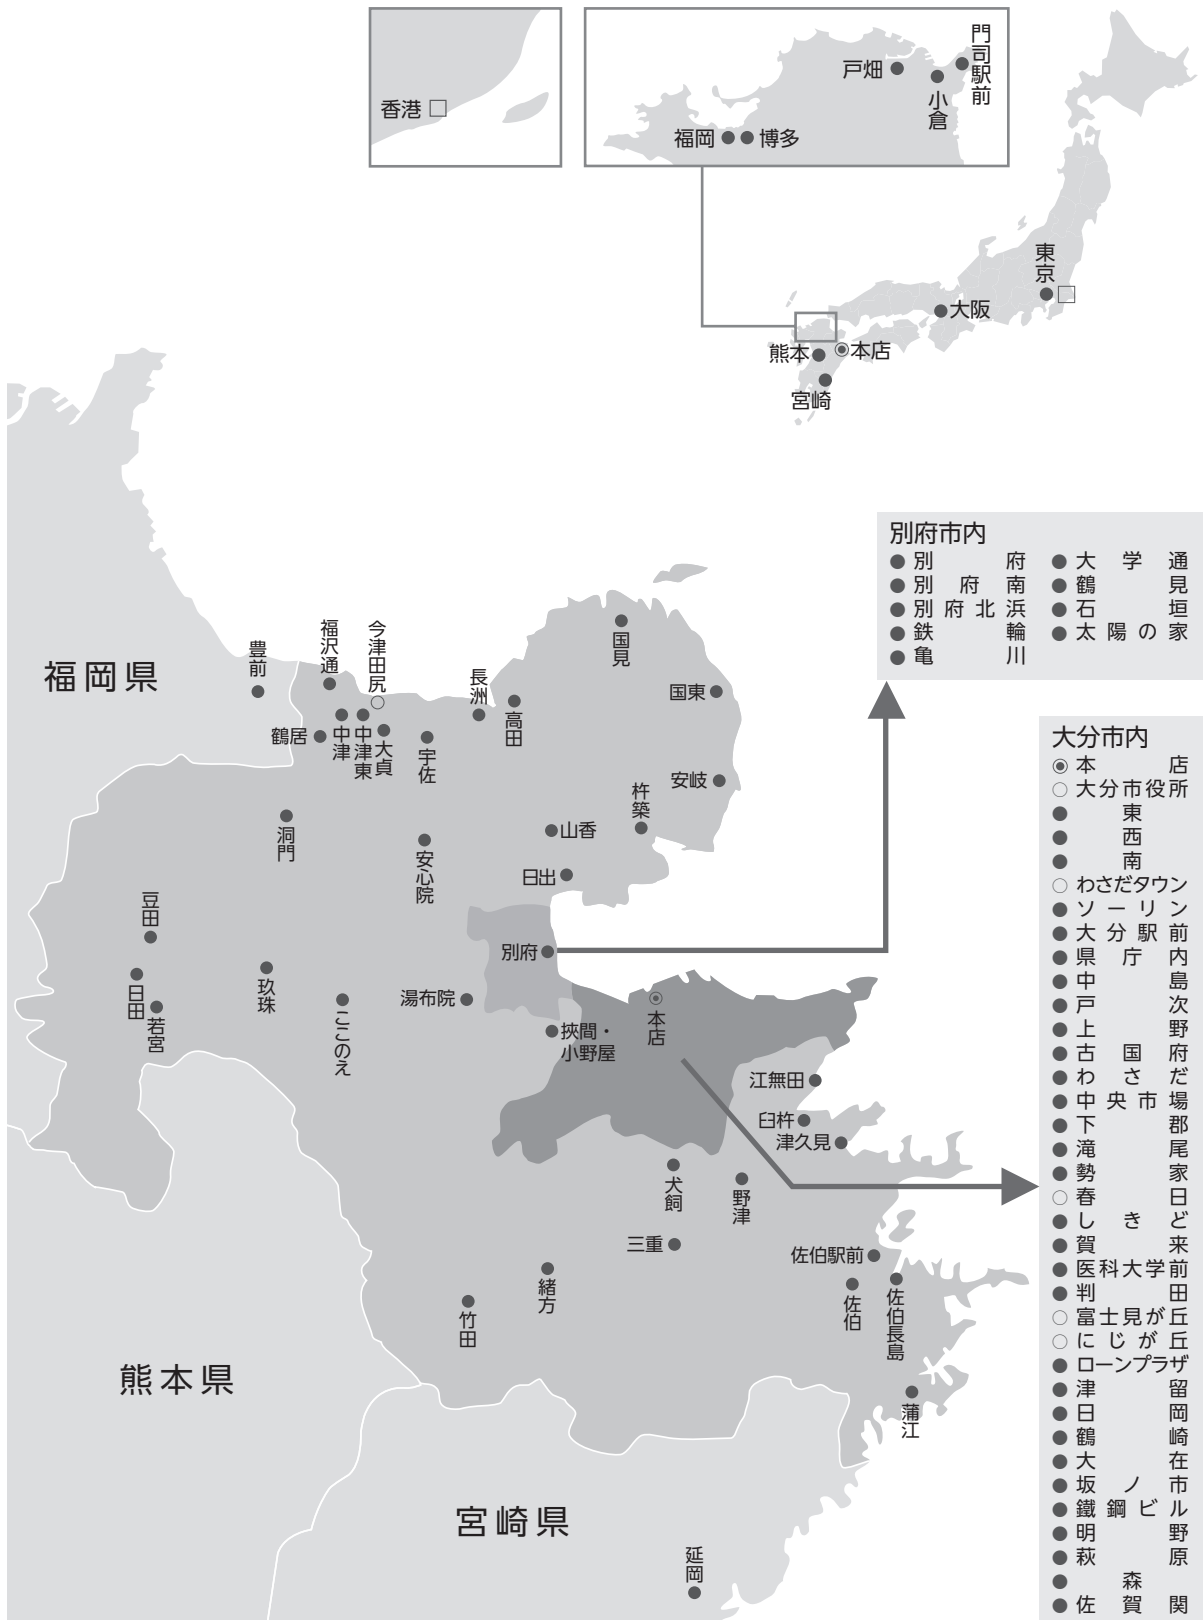 香港 □
戸畑 ●
● 小倉
● 門司駅前
福岡 ●
● 博多
東京 ● □
● 大阪
熊本 ●
◎ 本店
● 宮崎
福岡県
熊本県
宮崎県
豊前 ●
福沢通 ●
今津田尻 ○
長洲 ●
● 国見
● 高田
国東 ●
鶴居 ●
● 中津
● 中津東
● 大貞
● 宇佐
安岐 ●
杵築 ●
● 洞門
● 安心院
● 山香
日出 ●
豆田 ●
● 日田
● 若宮
● 玖珠
● ここのえ
別府 ●
湯布院 ●
● 挾間・
小野屋
◎ 本店
江無田 ●
臼杵 ●
津久見 ●
● 犬飼
● 野津
三重 ●
佐伯駅前 ●
● 佐伯
● 佐伯長島
● 緒方
● 竹田
● 蒲江
延岡 ●
別府市内
● 別府
● 別府南
● 別府北浜
● 鉄輪
● 亀川
● 大学通
● 鶴見
● 石垣
● 太陽の家
大分市内
◎ 本店
○ 大分市役所
● 東
● 西
● 南
○ わさだタウン
● ソーリン
● 大分駅前
● 県庁内
● 中島
● 戸次
● 上野
● 古国府
● わさだ
● 中央市場
● 下郡
● 滝尾
● 勢家
○ 春日
● しきど
● 賀来
● 医科大学前
● 判田
○ 富士見が丘
○ にじが丘
● ローンプラザ
● 津留
● 日岡
● 鶴崎
● 大在
● 坂ノ市
● 鐵鋼ビル
● 明野
● 萩原
● 森
● 佐賀関